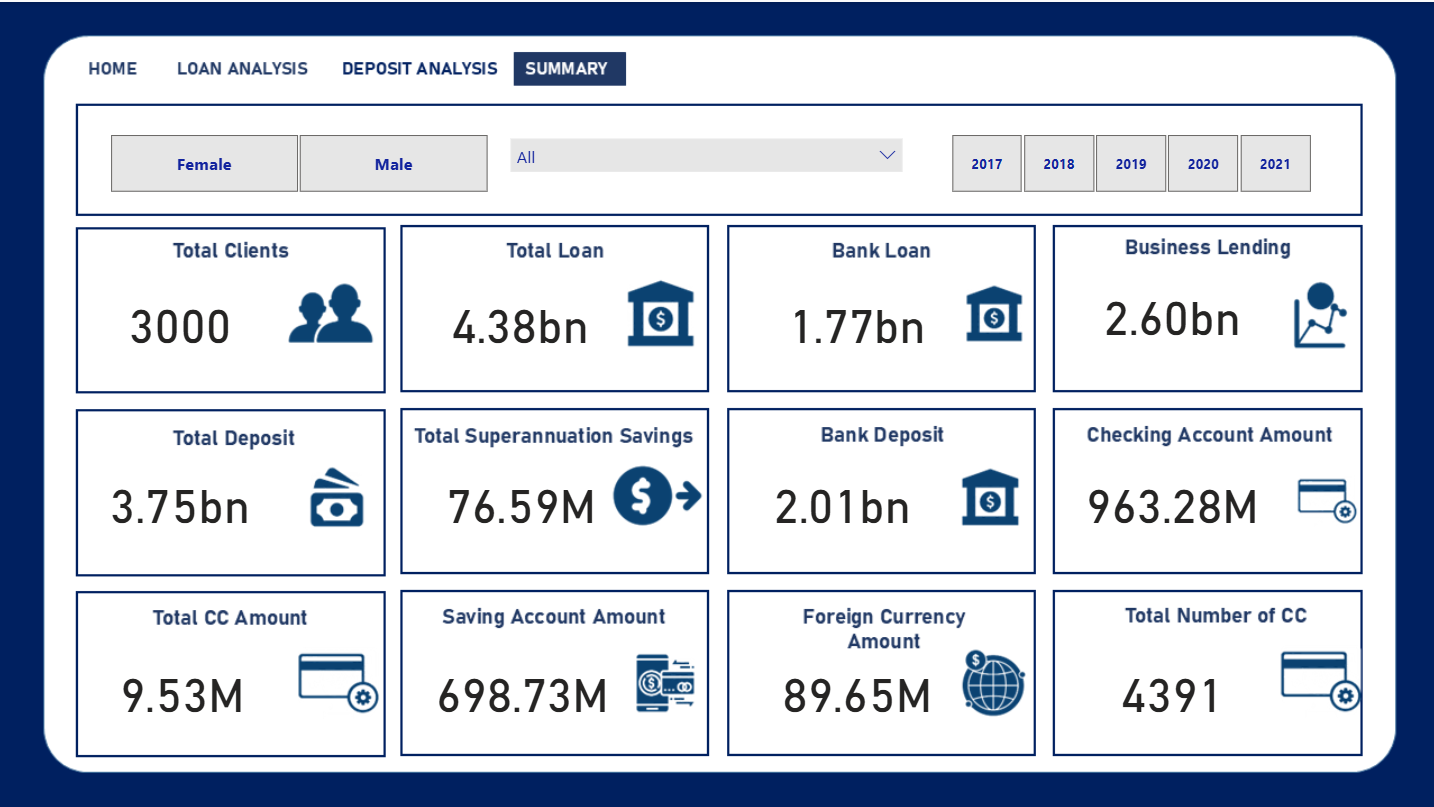 HOME
LOAN ANALYSIS
DEPOSIT ANALYSIS
SUMMARY
Female
Male
All
2017
2018
2019
2020
2021
Total Clients
3000
Total Loan
4.38bn
$
Bank Loan
1.77bn
$
Business Lending
2.60bn
Total Deposit
3.75bn
Total Superannuation Savings
76.59M
$
Bank Deposit
2.01bn
$
Checking Account Amount
963.28M
Total CC Amount
9.53M
Saving Account Amount
698.73M
$
Foreign Currency
Amount
89.65M
$
Total Number of CC
4391